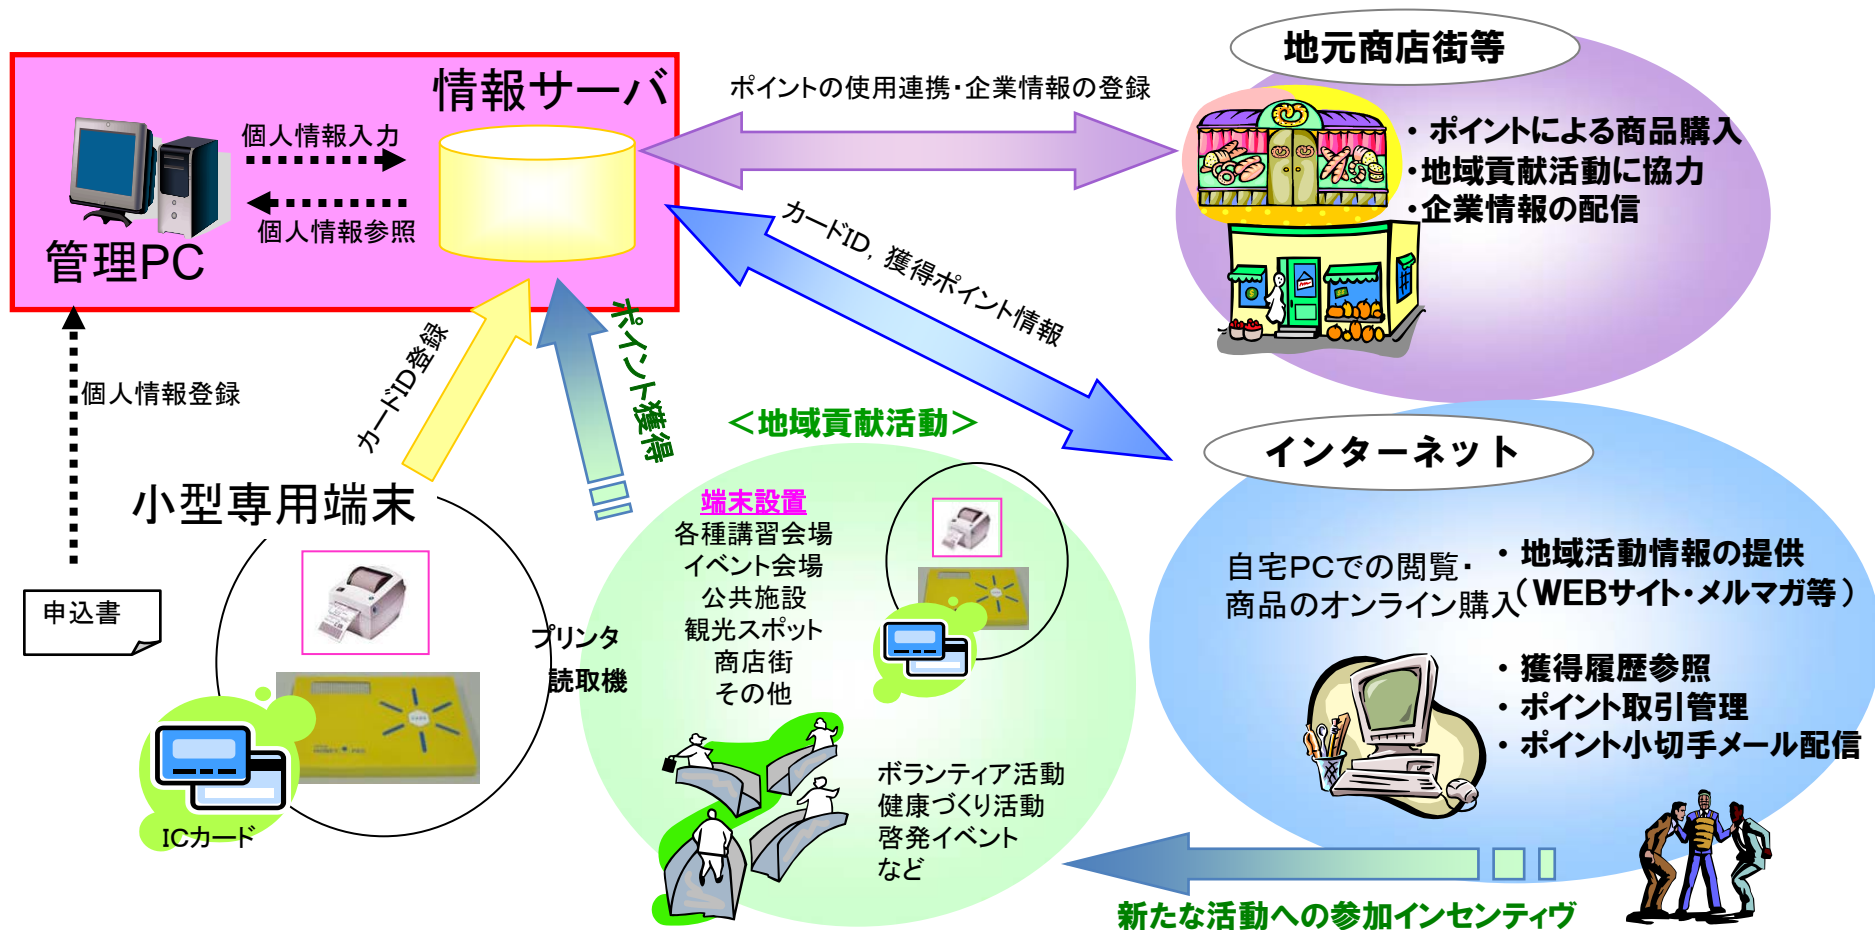 情報サーバ
個人情報入力
個人情報参照
管理PC
ポイントの使用連携・企業情報の登録
地元商店街等
・ ポイントによる商品購入
・地域貢献活動に協力
・企業情報の配信
カードID，獲得ポイント情報
個人情報登録
カードID登録
ポイント獲得
申込書
小型専用端末
プリンタ
読取機
ICカード
＜地域貢献活動＞
端末設置
各種講習会場
イベント会場
公共施設
観光スポット
商店街
その他
ボランティア活動
健康づくり活動
啓発イベント
など
インターネット
自宅PCでの閲覧・
商品のオンライン購入
・ 地域活動情報の提供
（WEBサイト・メルマガ等）
・ 獲得履歴参照
・ ポイント取引管理
・ ポイント小切手メール配信
新たな活動への参加インセンティヴ